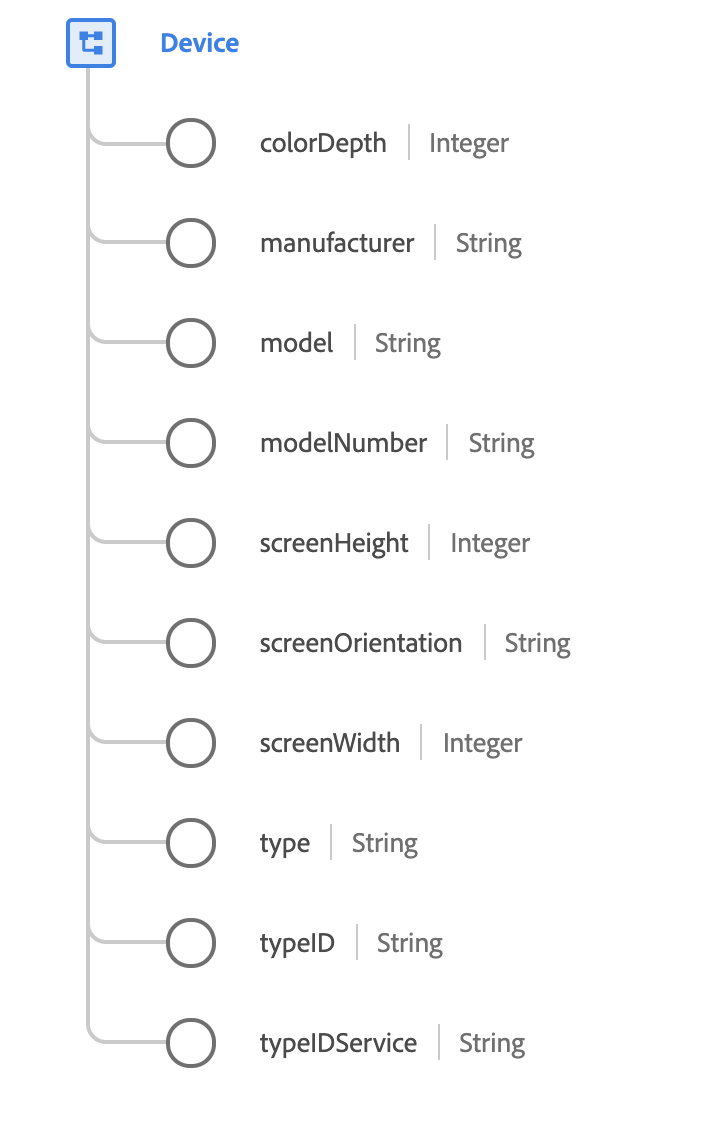 Device
colorDepth Integer
manufacturer String
model String
modelNumber String
screenHeight Integer
screenOrientation String
screenWidth Integer
type String
typeID String
typeIDService String